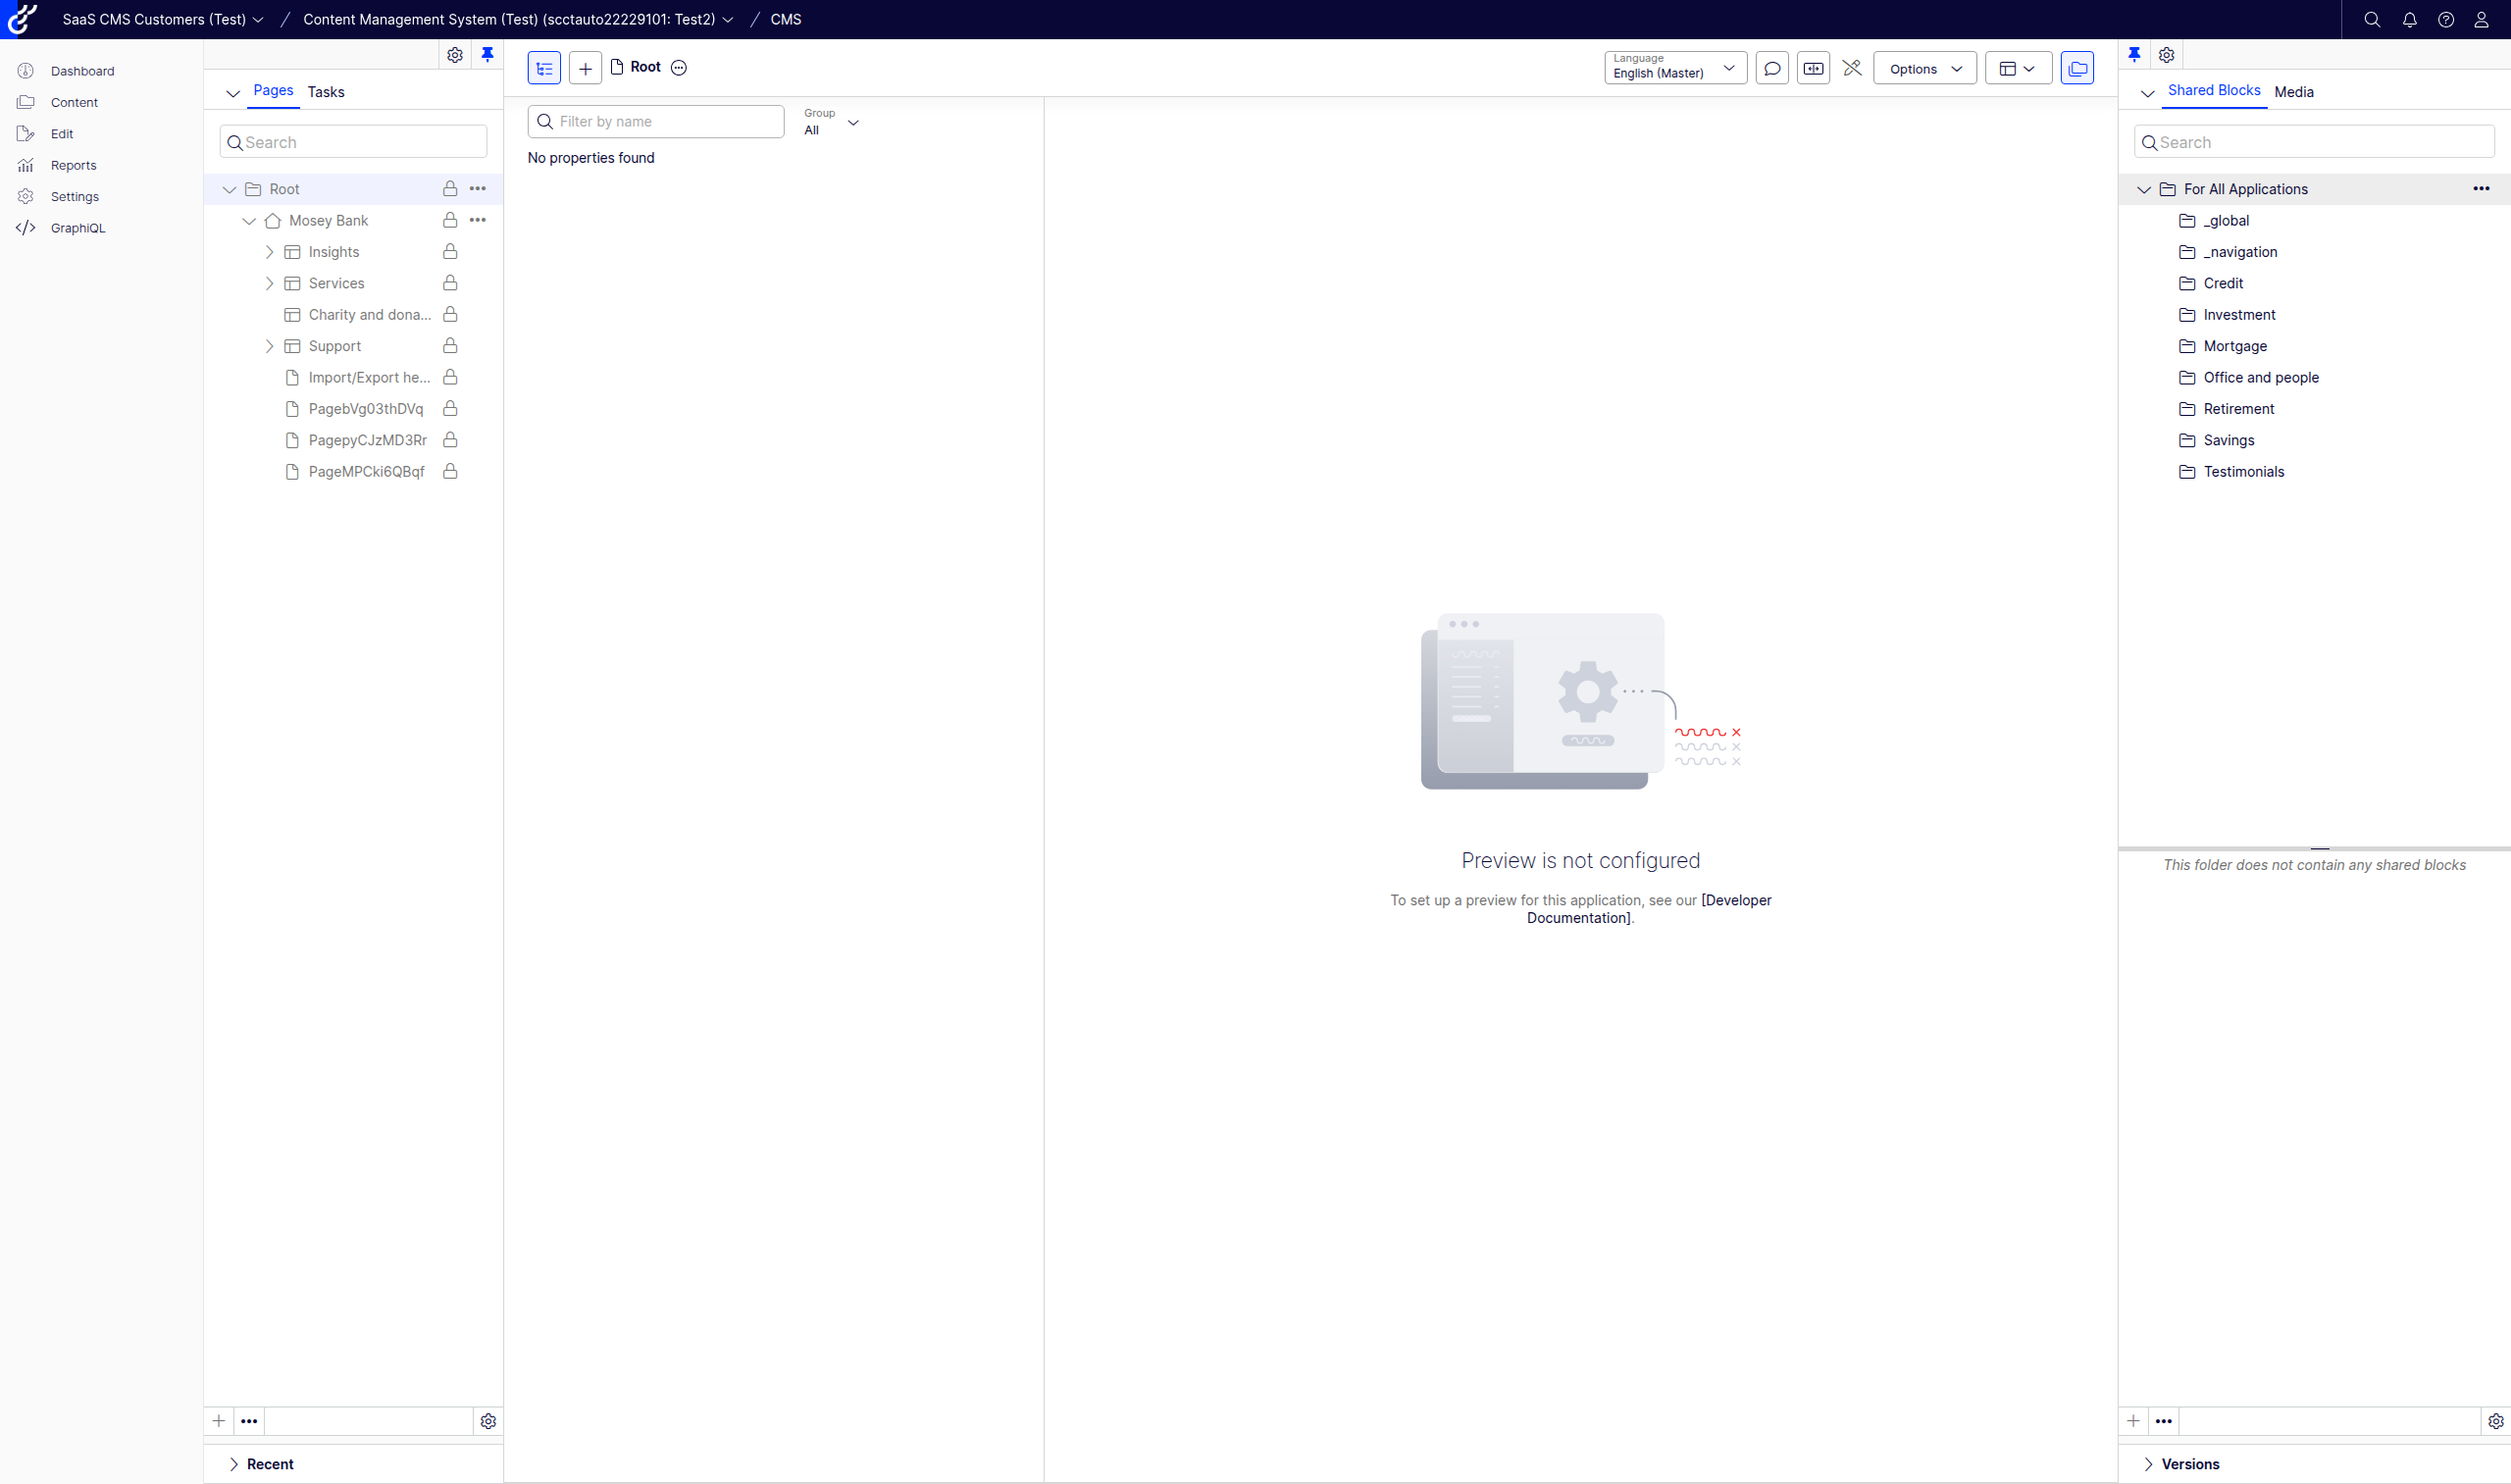 SaaS CMS Customers (Test) / Content Management System (Test) (scctauto22229101: Test2) / CMS
Dashboard
Content
Edit
Reports
Settings
GraphiQL
Pages Tasks
Search
Root
Mosey Bank
Insights
Services
Charity and dona...
Support
Import/Export he...
PagebVg03thDVq
PagepyCJzMD3Rr
PageMPCki6QBqf
Recent
Root
Language
English (Master)
Options
Filter by name
Group
All
No properties found
Preview is not configured
To set up a preview for this application, see our [Developer
Documentation].
Shared Blocks Media
Search
For All Applications
_global
_navigation
Credit
Investment
Mortgage
Office and people
Retirement
Savings
Testimonials
This folder does not contain any shared blocks
Versions